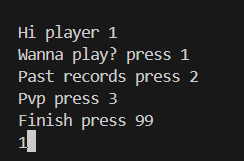 Hi player 1
Wanna play? press 1
Past records press 2
Pvp press 3
Finish press 99
1